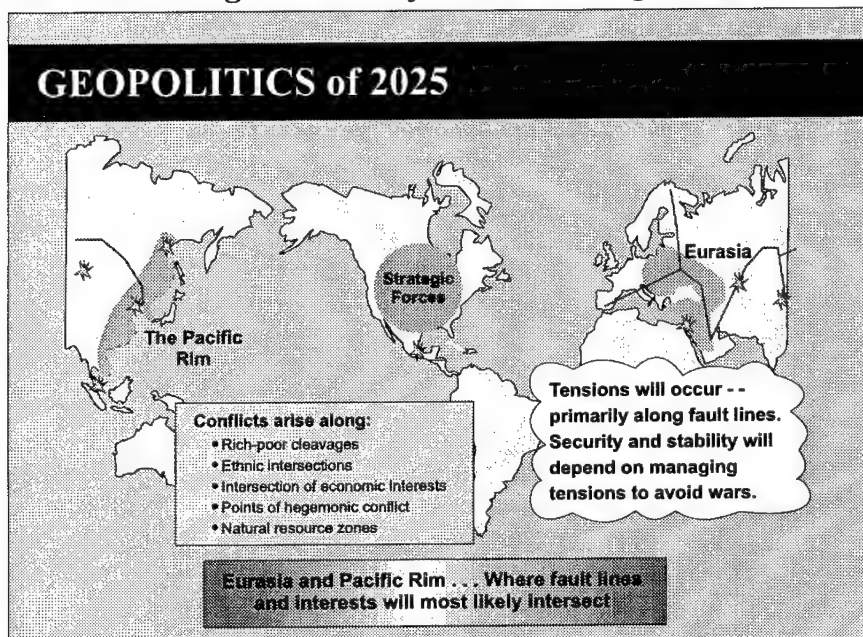 GEOPOLITICS of 2025
Strategic
Forces
Eurasia
The Pacific
Rim
Conflicts arise along:
• Rich-poor cleavages
• Ethnic intersections
• Intersection of economic interests
• Points of hegemonic conflict
• Natural resource zones
Tensions will occur - -
primarily along fault lines.
Security and stability will
depend on managing
tensions to avoid wars.
Eurasia and Pacific Rim . . . Where fault lines
and interests will most likely intersect